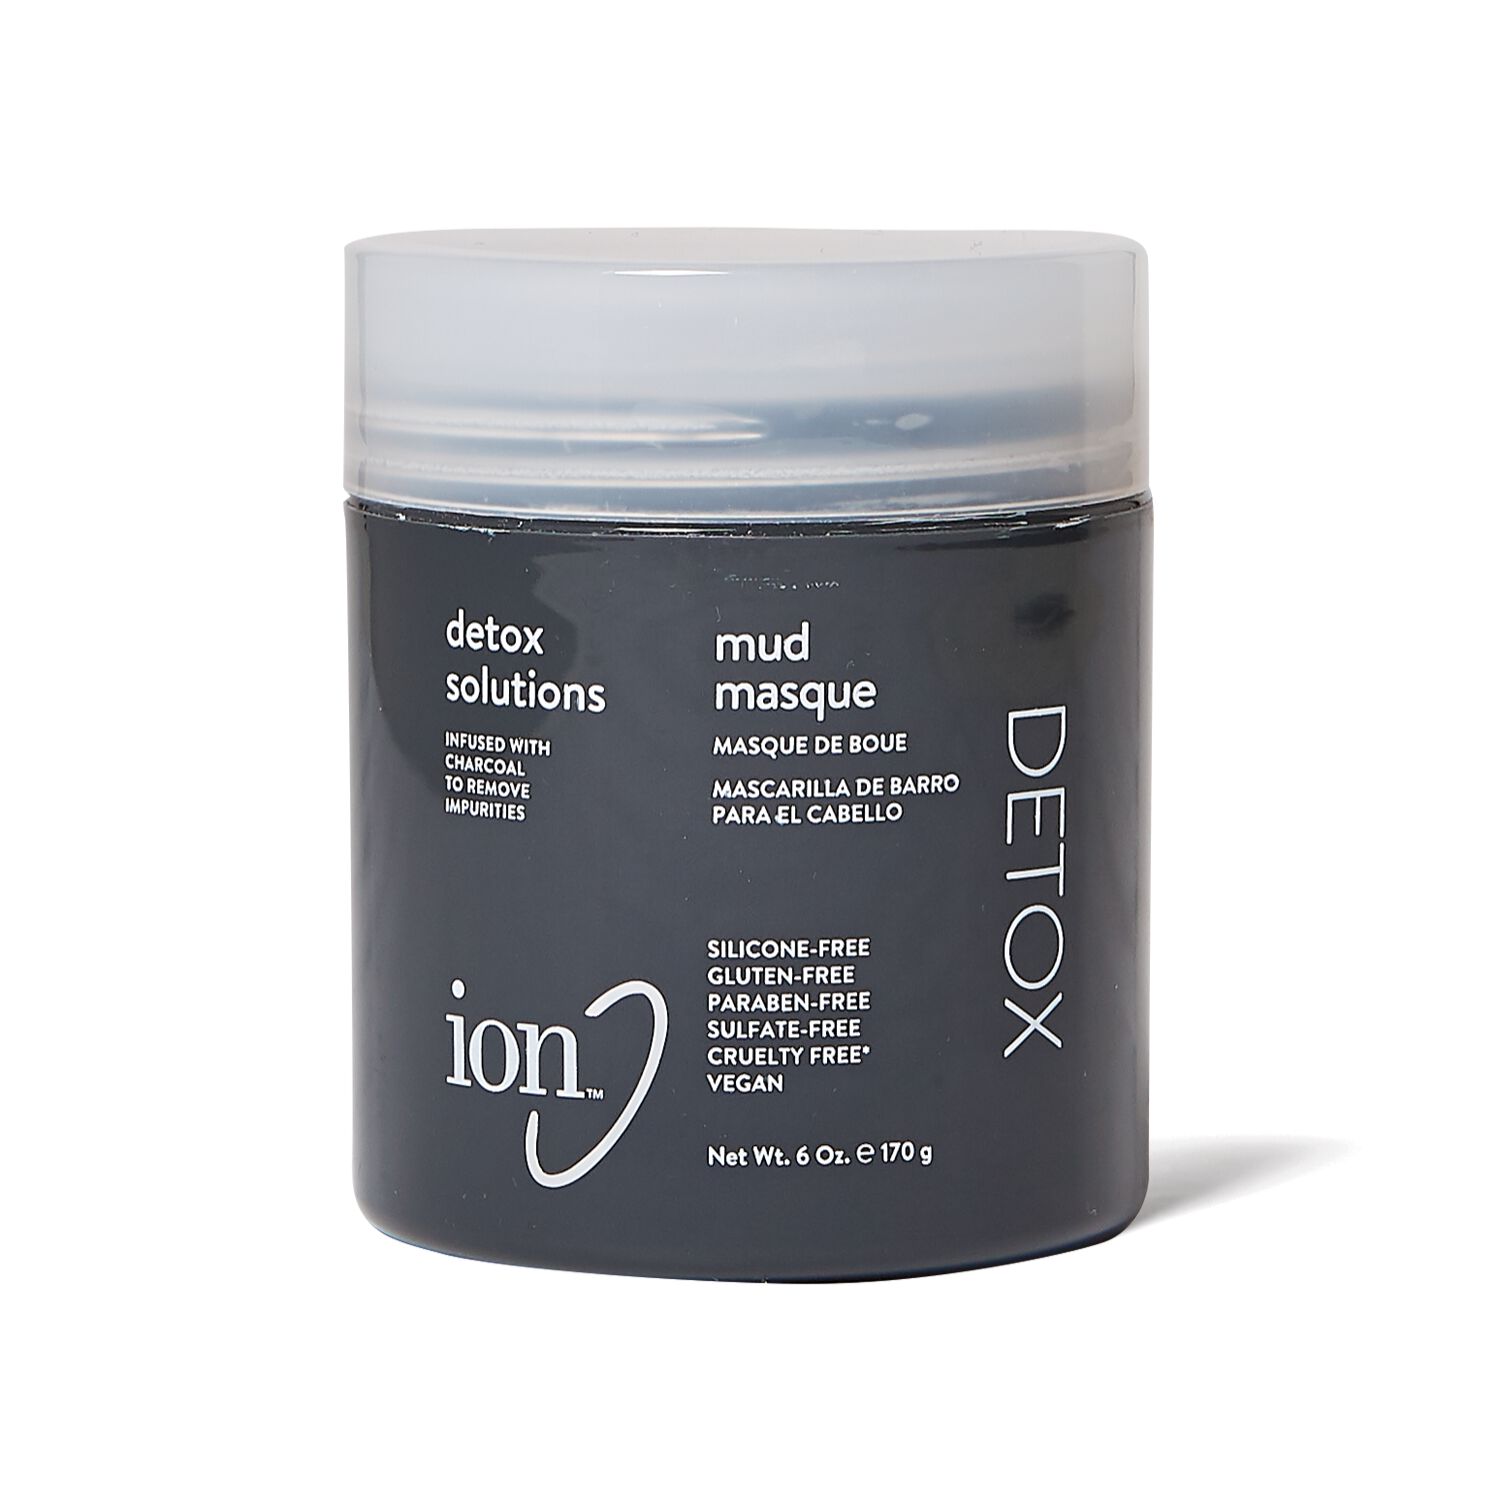 detox
solutions
INFUSED WITH
CHARCOAL
TO REMOVE
IMPURITIES
mud
masque
MASQUE DE BOUE
MASCARILLA DE BARRO
PARA EL CABELLO
DETOX
ion™
SILICONE-FREE
GLUTEN-FREE
PARABEN-FREE
SULFATE-FREE
CRUELTY FREE*
VEGAN
Net Wt. 6 Oz. ℮ 170 g